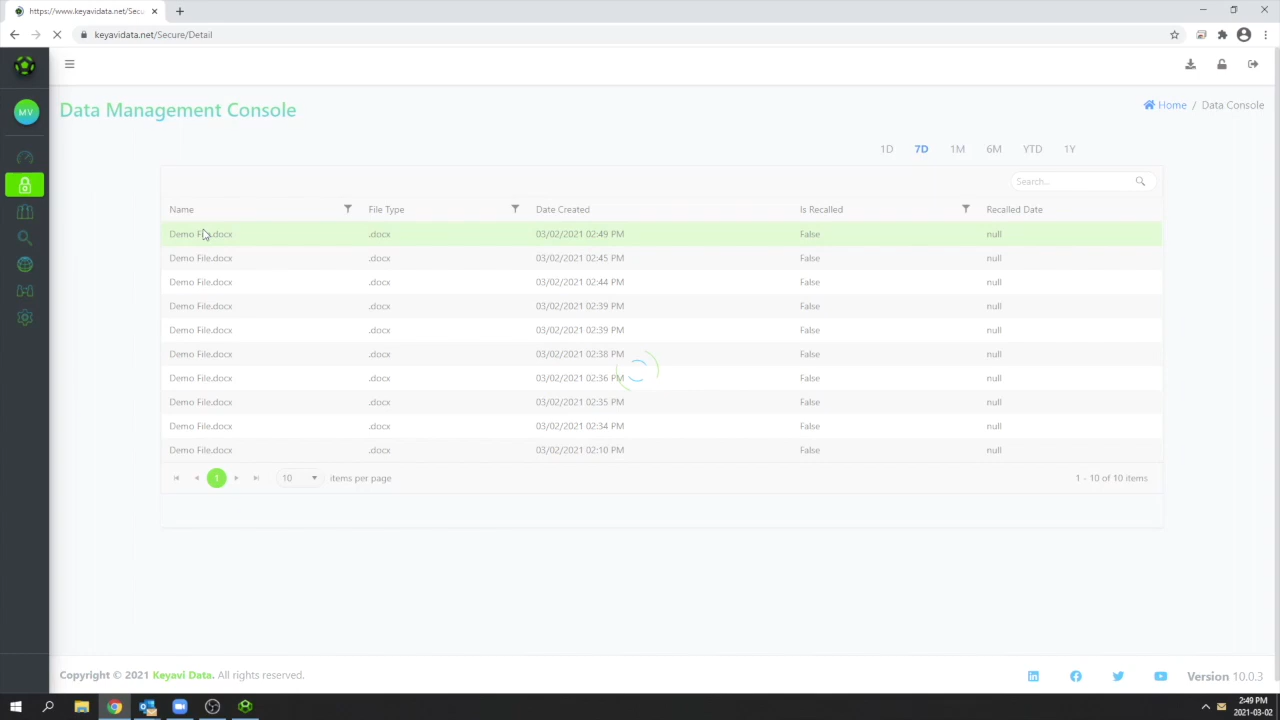 https://www.keyavidata.net/Secu
keyavidata.net/Secure/Detail
MV
Data Management Console
Home / Data Console
1D 7D 1M 6M YTD 1Y
Search...
Name File Type Date Created Is Recalled Recalled Date
Demo File.docx .docx 03/02/2021 02:49 PM False null
Demo File.docx .docx 03/02/2021 02:45 PM False null
Demo File.docx .docx 03/02/2021 02:44 PM False null
Demo File.docx .docx 03/02/2021 02:39 PM False null
Demo File.docx .docx 03/02/2021 02:39 PM False null
Demo File.docx .docx 03/02/2021 02:38 PM False null
Demo File.docx .docx 03/02/2021 02:36 PM False null
Demo File.docx .docx 03/02/2021 02:35 PM False null
Demo File.docx .docx 03/02/2021 02:34 PM False null
Demo File.docx .docx 03/02/2021 02:10 PM False null
1 10 items per page 1 - 10 of 10 items
Copyright © 2021 Keyavi Data. All rights reserved. Version 10.0.3
2:49 PM
2021-03-02